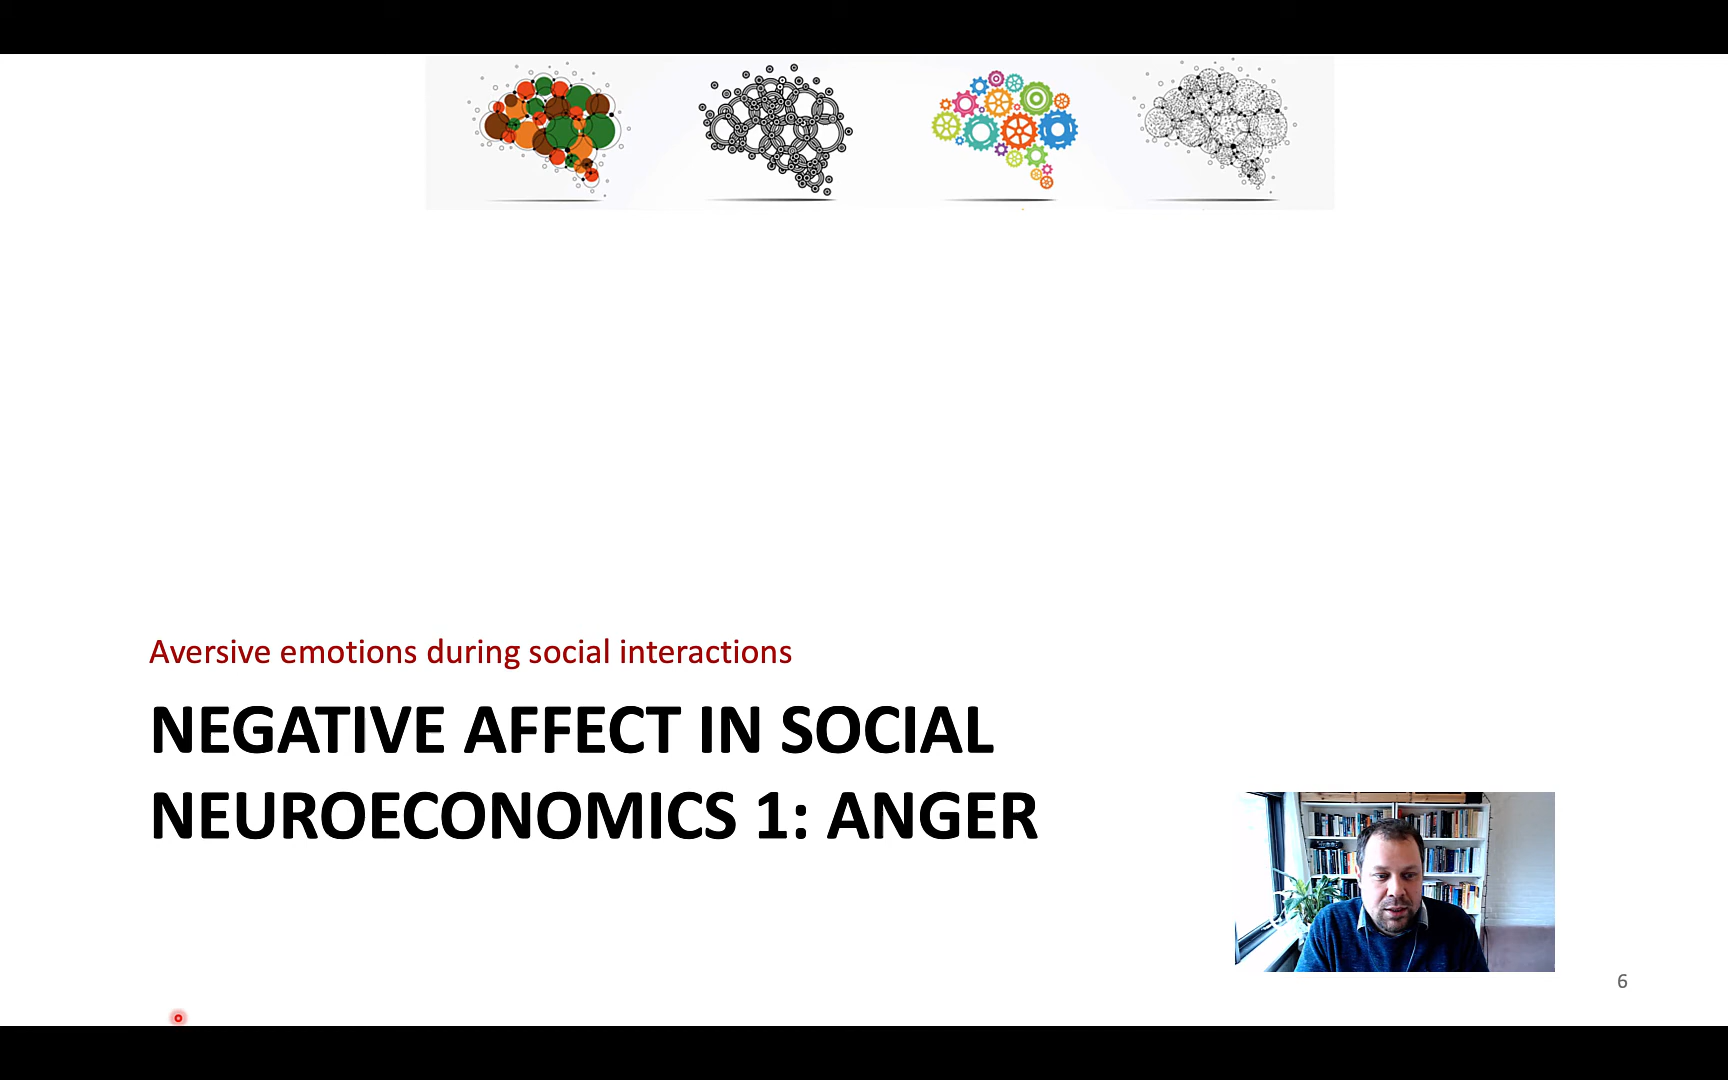 Aversive emotions during social interactions
NEGATIVE AFFECT IN SOCIAL
NEUROECONOMICS 1: ANGER
6